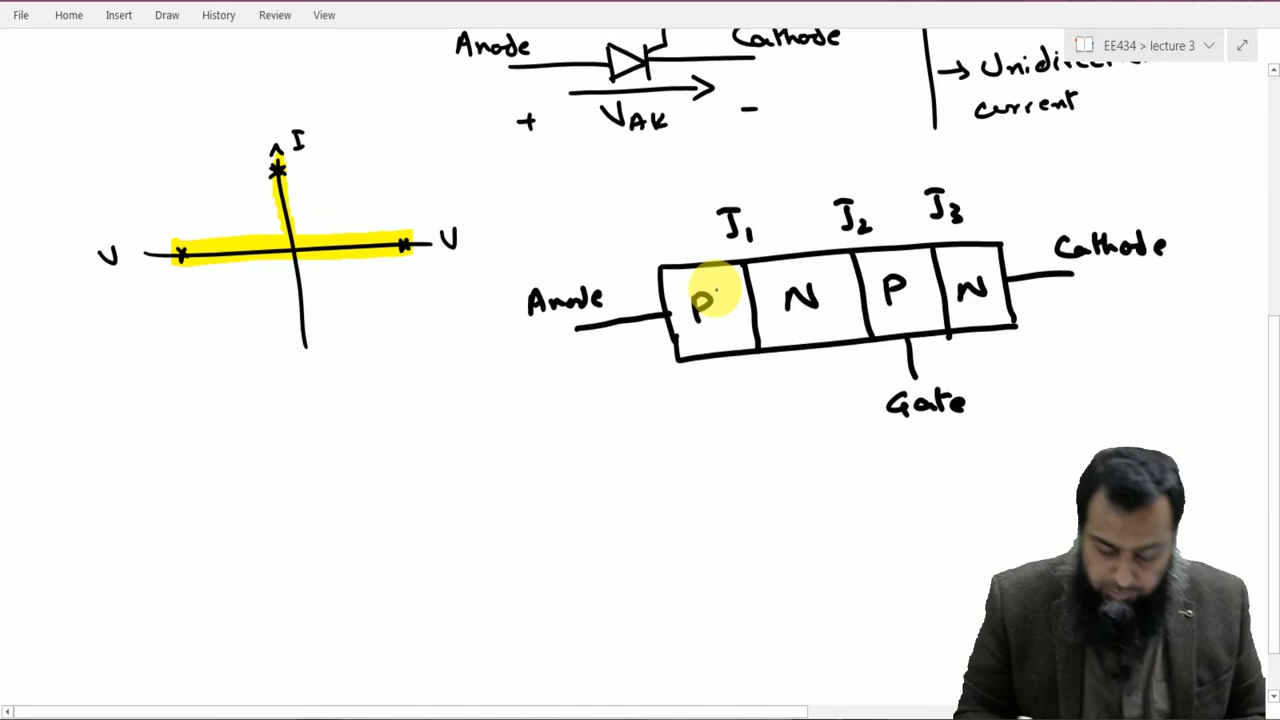 File Home Insert Draw History Review View
EE434 > lecture 3
Anode Cathode
+ VAK -
→ Unidirectional
current
I
V V
J1 J2 J3
Anode P N P N Cathode
Gate